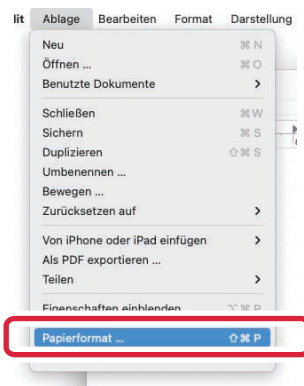 lit Ablage Bearbeiten Format Darstellung
Neu ⌘ N
Öffnen ... ⌘ O
Benutzte Dokumente >
Schließen ⌘ W
Sichern ⌘ S
Duplizieren ⇧ ⌘ S
Umbenennen ...
Bewegen ...
Zurücksetzen auf >
Von iPhone oder iPad einfügen >
Als PDF exportieren ...
Teilen >
Eigenschaften einblenden ⌥ ⌘ P
Papierformat ... ⇧ ⌘ P